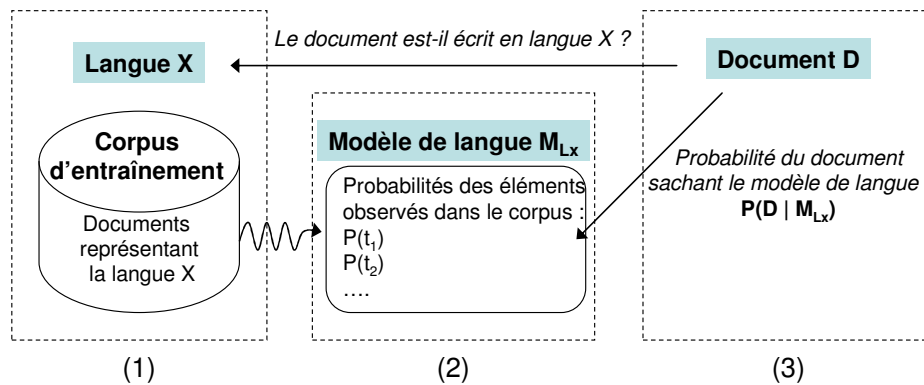 Le document est-il écrit en langue X ?
Langue X
Document D
Corpus
d'entraînement
Documents
représentant
la langue X
Modèle de langue M_Lx
Probabilités des éléments
observés dans le corpus :
P(t₁)
P(t₂)
….
Probabilité du document
sachant le modèle de langue
P(D | M_Lx)
(1)
(2)
(3)